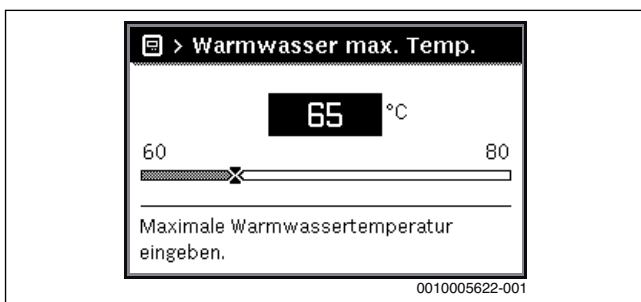 > Warmwasser max. Temp.
65 °C
60 80
Maximale Warmwassertemperatur
eingeben.
0010005622-001